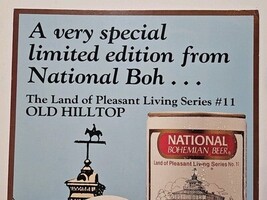 A very special
limited edition from
National Boh . . .
The Land of Pleasant Living Series #11
OLD HILLTOP
NATIONAL
BOHEMIAN BEER
Land of Pleasant Living Series No. 11